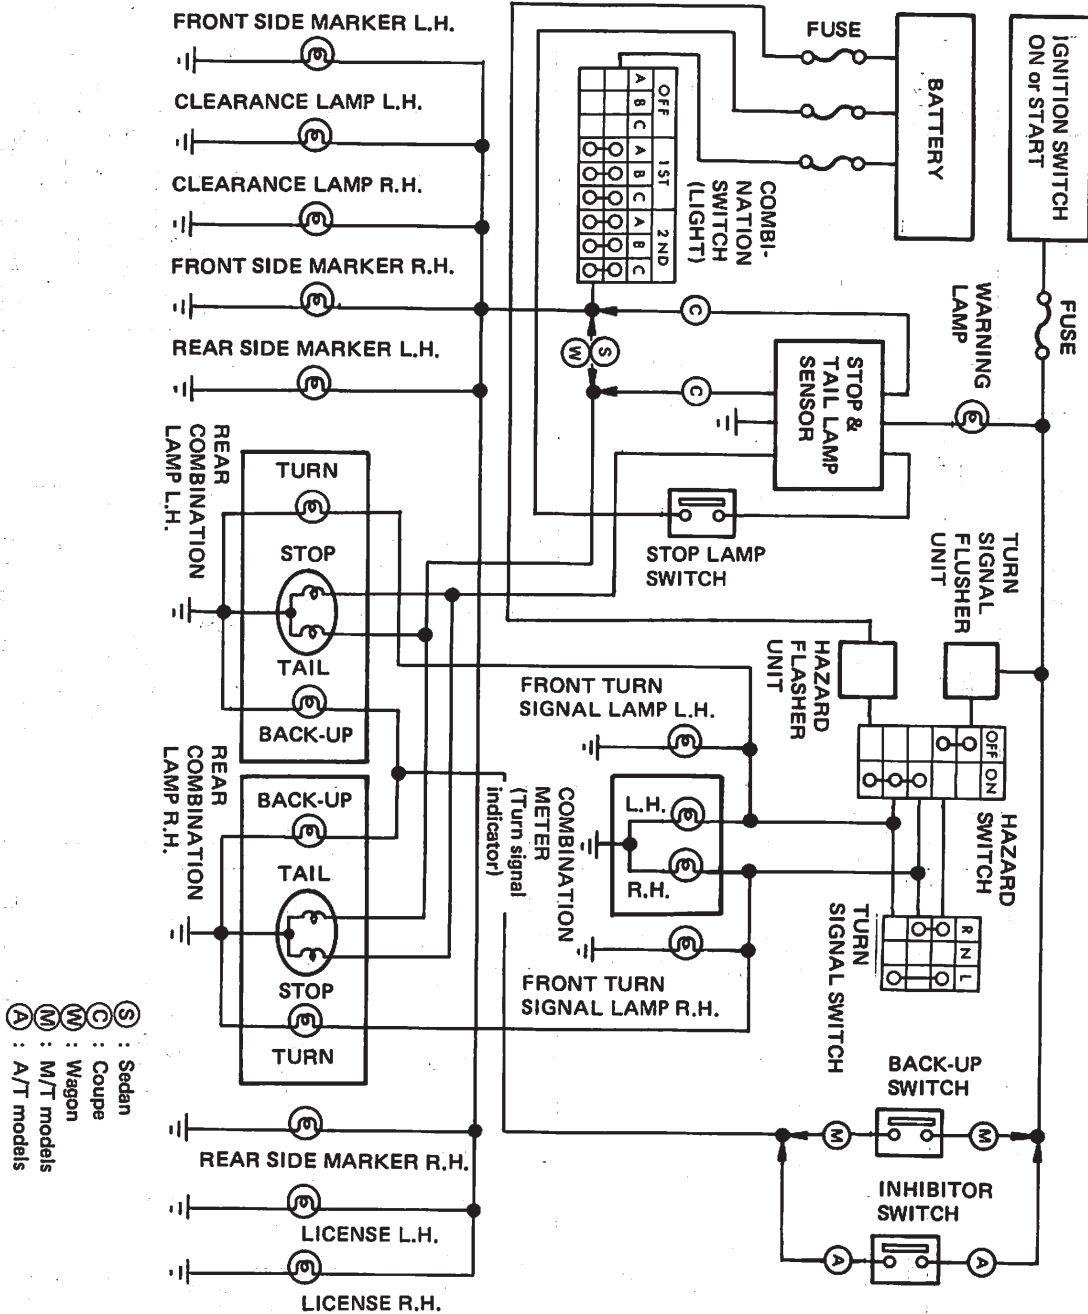 FRONT SIDE MARKER L.H.
CLEARANCE LAMP L.H.
CLEARANCE LAMP R.H.
FRONT SIDE MARKER R.H.
REAR SIDE MARKER L.H.
FUSE
BATTERY
IGNITION SWITCH
ON or START
OFF
1ST
2ND
A
B
C
A
B
C
A
B
C
COMBI-
NATION
SWITCH
(LIGHT)
WARNING
LAMP
FUSE
C
S
W
C
STOP &
TAIL LAMP
SENSOR
STOP LAMP
SWITCH
REAR
COMBINATION
LAMP L.H.
TURN
STOP
TAIL
BACK-UP
TURN
SIGNAL
FLUSHER
UNIT
HAZARD
FLASHER
UNIT
FRONT TURN
SIGNAL LAMP L.H.
OFF
ON
HAZARD
SWITCH
REAR
COMBINATION
LAMP R.H.
BACK-UP
TAIL
STOP
TURN
COMBINATION
METER
(Turn signal
indicator)
L.H.
R.H.
FRONT TURN
SIGNAL LAMP R.H.
R
N
L
TURN
SIGNAL SWITCH
BACK-UP
SWITCH
M
M
INHIBITOR
SWITCH
A
A
REAR SIDE MARKER R.H.
LICENSE L.H.
LICENSE R.H.
S : Sedan
C : Coupe
W : Wagon
M : M/T models
A : A/T models